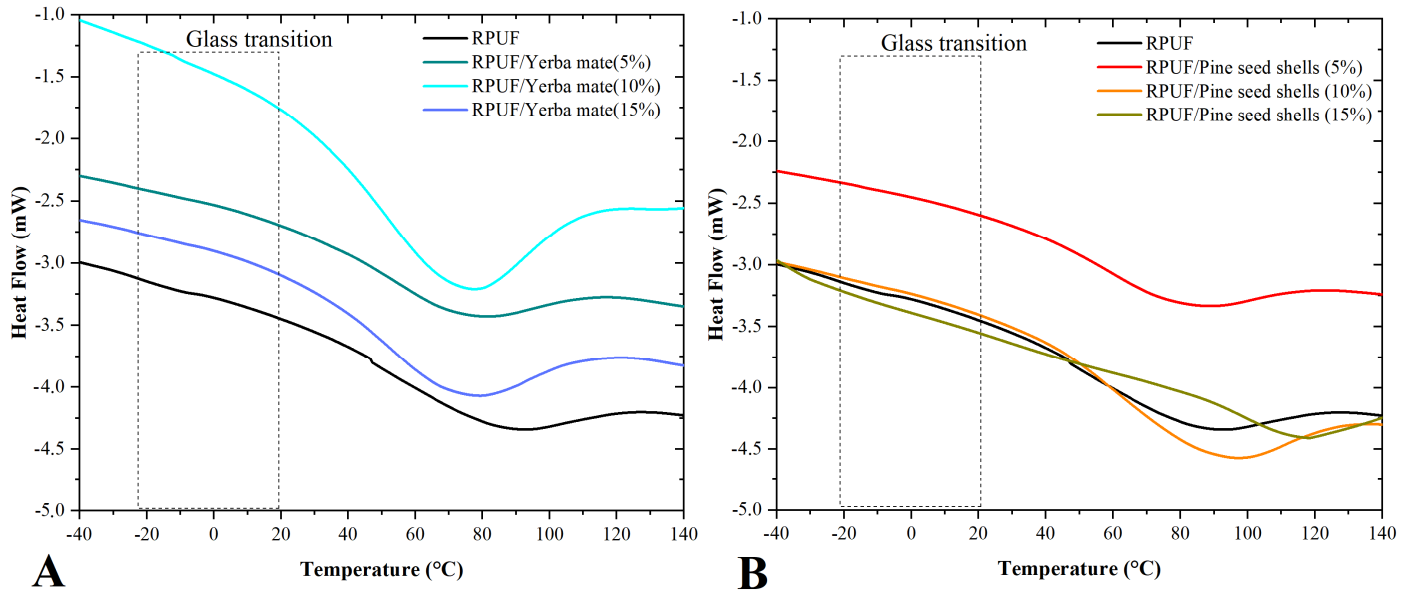 Glass transition
RPUF
RPUF/Yerba mate(5%)
RPUF/Yerba mate(10%)
RPUF/Yerba mate(15%)
-1.0
-1.5
-2.0
-2.5
-3.0
-3.5
-4.0
-4.5
-5.0
Heat Flow (mW)
-40 -20 0 20 40 60 80 100 120 140
Temperature (°C)
A
Glass transition
RPUF
RPUF/Pine seed shells (5%)
RPUF/Pine seed shells (10%)
RPUF/Pine seed shells (15%)
-1.0
-1.5
-2.0
-2.5
-3.0
-3.5
-4.0
-4.5
-5.0
Heat Flow (mW)
-40 -20 0 20 40 60 80 100 120 140
Temperature (°C)
B